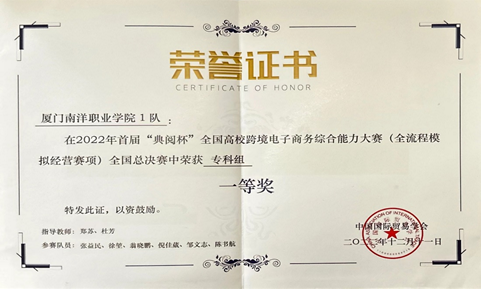 荣誉证书
CERTIFICATE OF HONOR
厦门南洋职业学院1队：
在2022年首届“典阅杯”全国高校跨境电子商务综合能力大赛（全流程模
拟经营赛项）全国总决赛中荣获 专科组
一等奖
特发此证，以资鼓励。
指导教师：郑苏、杜芳
参赛队员：张益民、徐堃、翁晓鹏、倪佳葳、邹文志、陈书航
中国国际贸易学会
二〇二二年十二月十一日